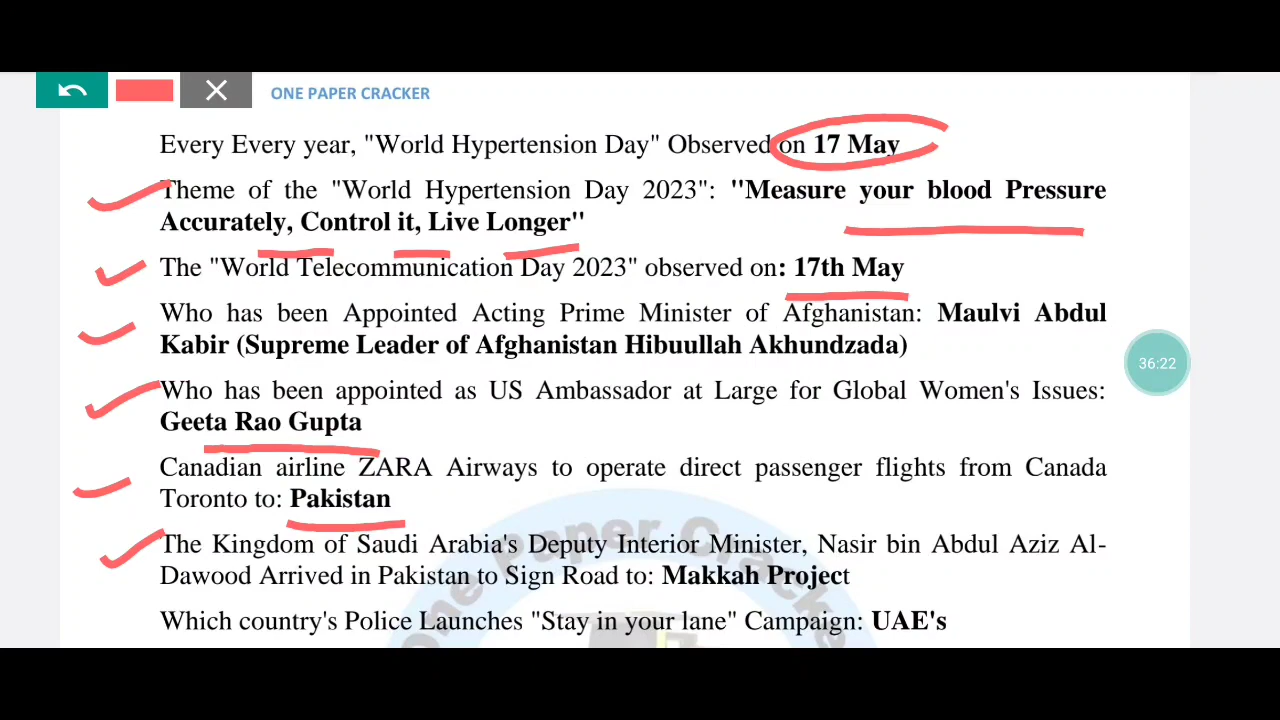 ONE PAPER CRACKER
Every Every year, "World Hypertension Day" Observed on 17 May
Theme of the "World Hypertension Day 2023": "Measure your blood Pressure
Accurately, Control it, Live Longer"
The "World Telecommunication Day 2023" observed on: 17th May
Who has been Appointed Acting Prime Minister of Afghanistan: Maulvi Abdul
Kabir (Supreme Leader of Afghanistan Hibuullah Akhundzada)
36:22
Who has been appointed as US Ambassador at Large for Global Women's Issues:
Geeta Rao Gupta
Canadian airline ZARA Airways to operate direct passenger flights from Canada
Toronto to: Pakistan
The Kingdom of Saudi Arabia's Deputy Interior Minister, Nasir bin Abdul Aziz Al-
Dawood Arrived in Pakistan to Sign Road to: Makkah Project
Which country's Police Launches "Stay in your lane" Campaign: UAE's
One Paper Cracke